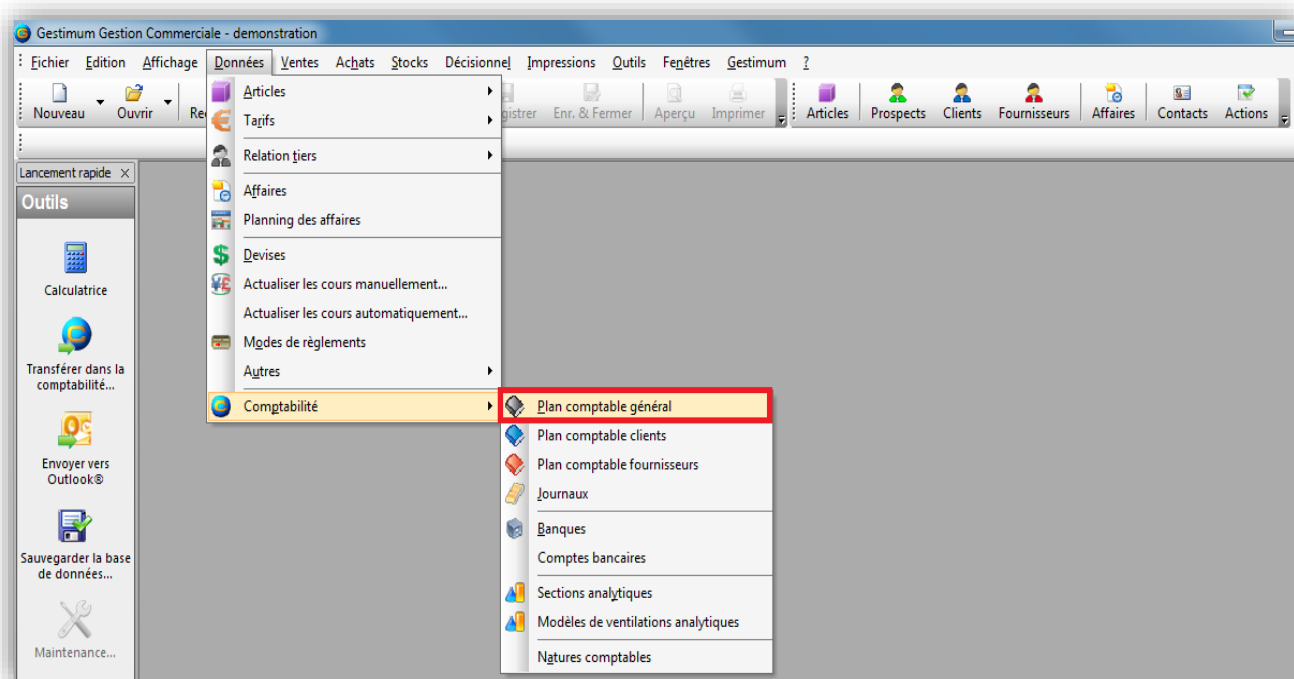 Gestimum Gestion Commerciale - demonstration
Fichier Edition Affichage Données Ventes Achats Stocks Décisionnel Impressions Outils Fenêtres Gestimum ?
Nouveau Ouvrir Enr. & Fermer Aperçu Imprimer Articles Prospects Clients Fournisseurs Affaires Contacts Actions
Articles
Tarifs
Relation tiers
Affaires
Planning des affaires
Devises
Actualiser les cours manuellement...
Actualiser les cours automatiquement...
Modes de règlements
Autres
Comptabilité
Plan comptable général
Plan comptable clients
Plan comptable fournisseurs
Journaux
Banques
Comptes bancaires
Sections analytiques
Modèles de ventilations analytiques
Natures comptables
Lancement rapide
Outils
Calculatrice
Transférer dans la
comptabilité...
Envoyer vers
Outlook®
Sauvegarder la base
de données...
Maintenance...